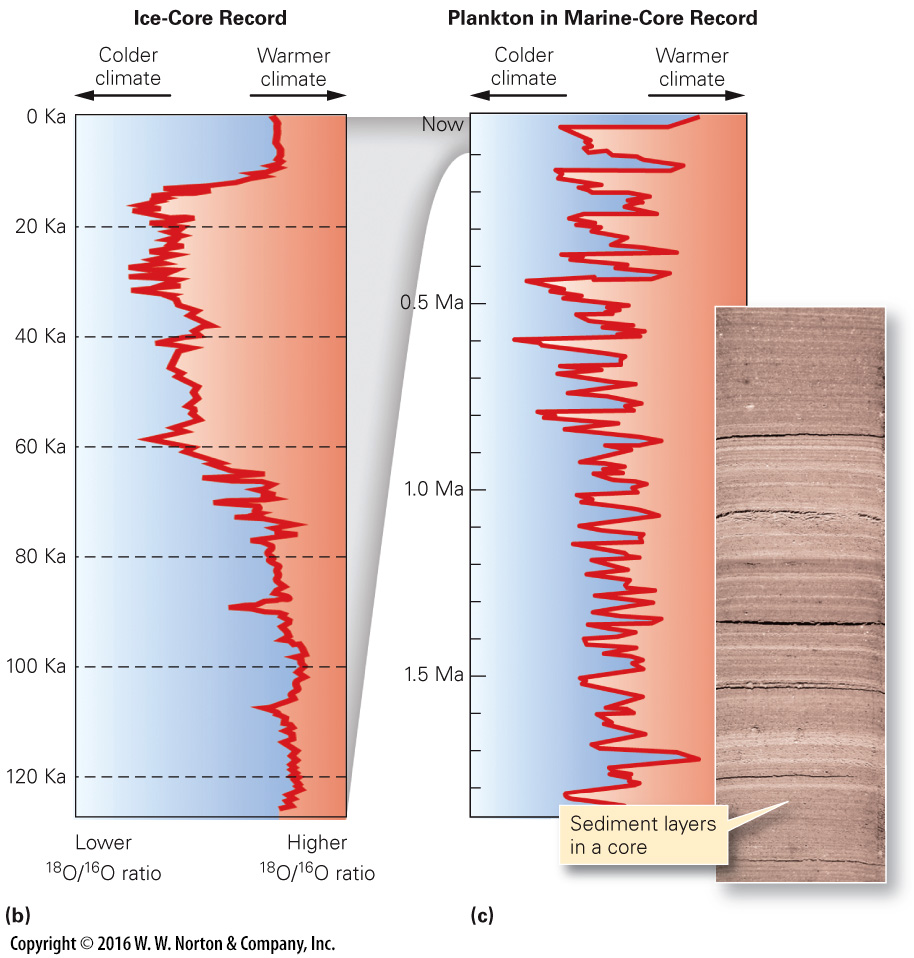 Ice-Core Record
Plankton in Marine-Core Record
Colder
climate
Warmer
climate
Colder
climate
Warmer
climate
0 Ka
20 Ka
40 Ka
60 Ka
80 Ka
100 Ka
120 Ka
Lower
¹⁸O/¹⁶O ratio
Higher
¹⁸O/¹⁶O ratio
Now
0.5 Ma
1.0 Ma
1.5 Ma
Sediment layers
in a core
(b)
(c)
Copyright © 2016 W. W. Norton & Company, Inc.